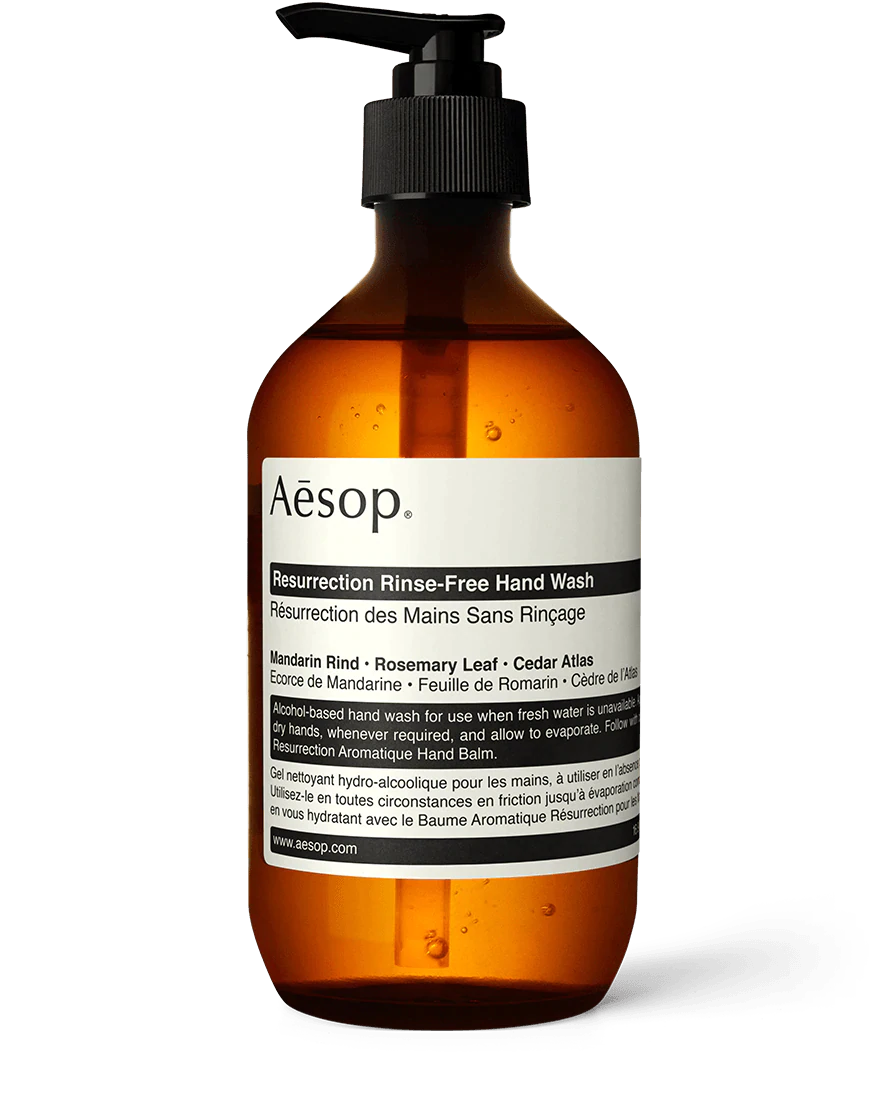 Aēsop®
Resurrection Rinse-Free Hand Wash
Résurrection des Mains Sans Rinçage
Mandarin Rind • Rosemary Leaf • Cedar Atlas
Ecorce de Mandarine • Feuille de Romarin • Cèdre de l'Atlas
Alcohol-based hand wash for use when fresh water is unavailable.
dry hands, whenever required, and allow to evaporate. Follow with
Resurrection Aromatique Hand Balm.
Gel nettoyant hydro-alcoolique pour les mains, à utiliser en l'absence
Utilisez-le en toutes circonstances en friction jusqu'à évaporation
en vous hydratant avec le Baume Aromatique Résurrection pour les
www.aesop.com